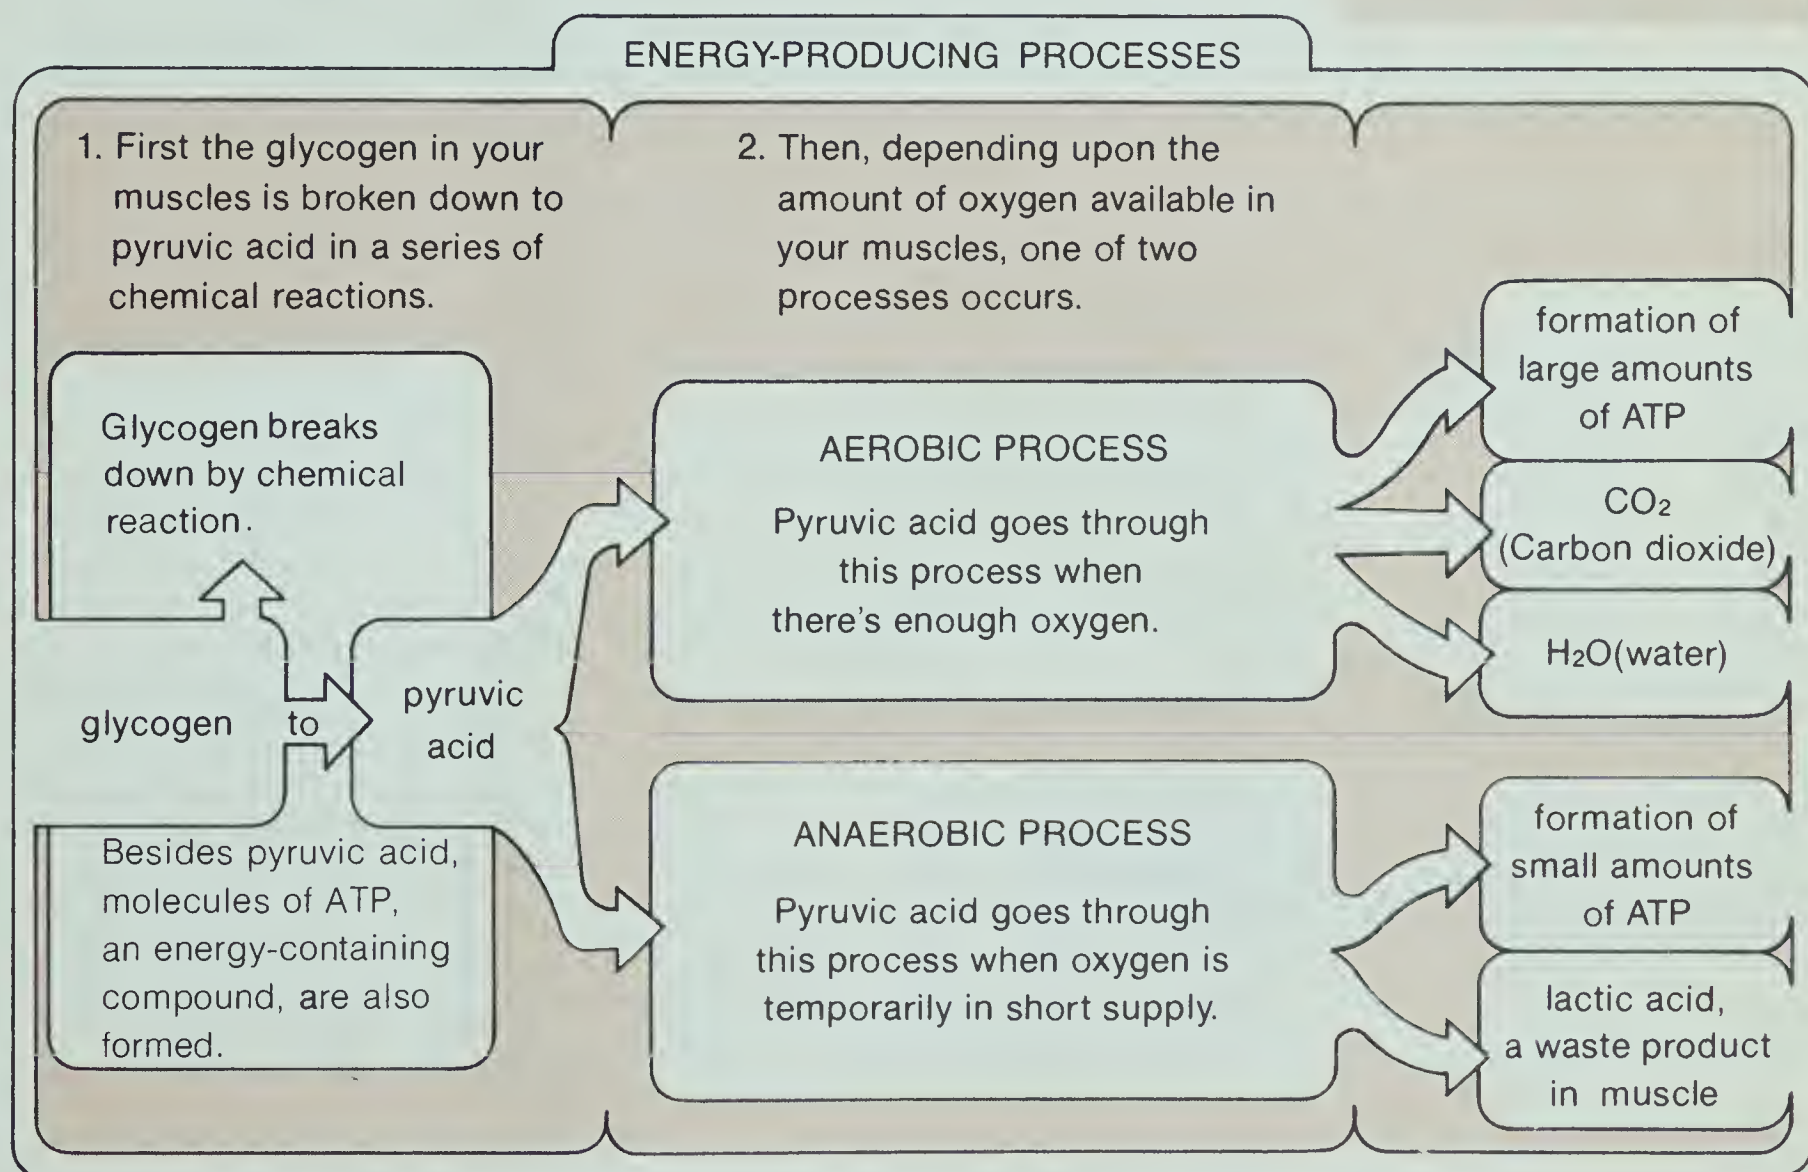 ENERGY-PRODUCING PROCESSES
1. First the glycogen in your
muscles is broken down to
pyruvic acid in a series of
chemical reactions.
2. Then, depending upon the
amount of oxygen available in
your muscles, one of two
processes occurs.
Glycogen breaks
down by chemical
reaction.
glycogen
to
pyruvic
acid
Besides pyruvic acid,
molecules of ATP,
an energy-containing
compound, are also
formed.
AEROBIC PROCESS
Pyruvic acid goes through
this process when
there's enough oxygen.
formation of
large amounts
of ATP
CO₂
(Carbon dioxide)
H₂O(water)
ANAEROBIC PROCESS
Pyruvic acid goes through
this process when oxygen is
temporarily in short supply.
formation of
small amounts
of ATP
lactic acid,
a waste product
in muscle